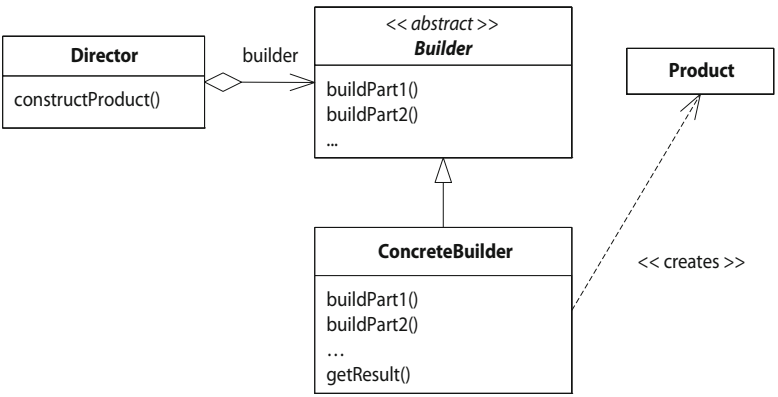 Director
constructProduct()
builder
<< abstract >>
Builder
buildPart1()
buildPart2()
...
Product
ConcreteBuilder
buildPart1()
buildPart2()
...
getResult()
<< creates >>